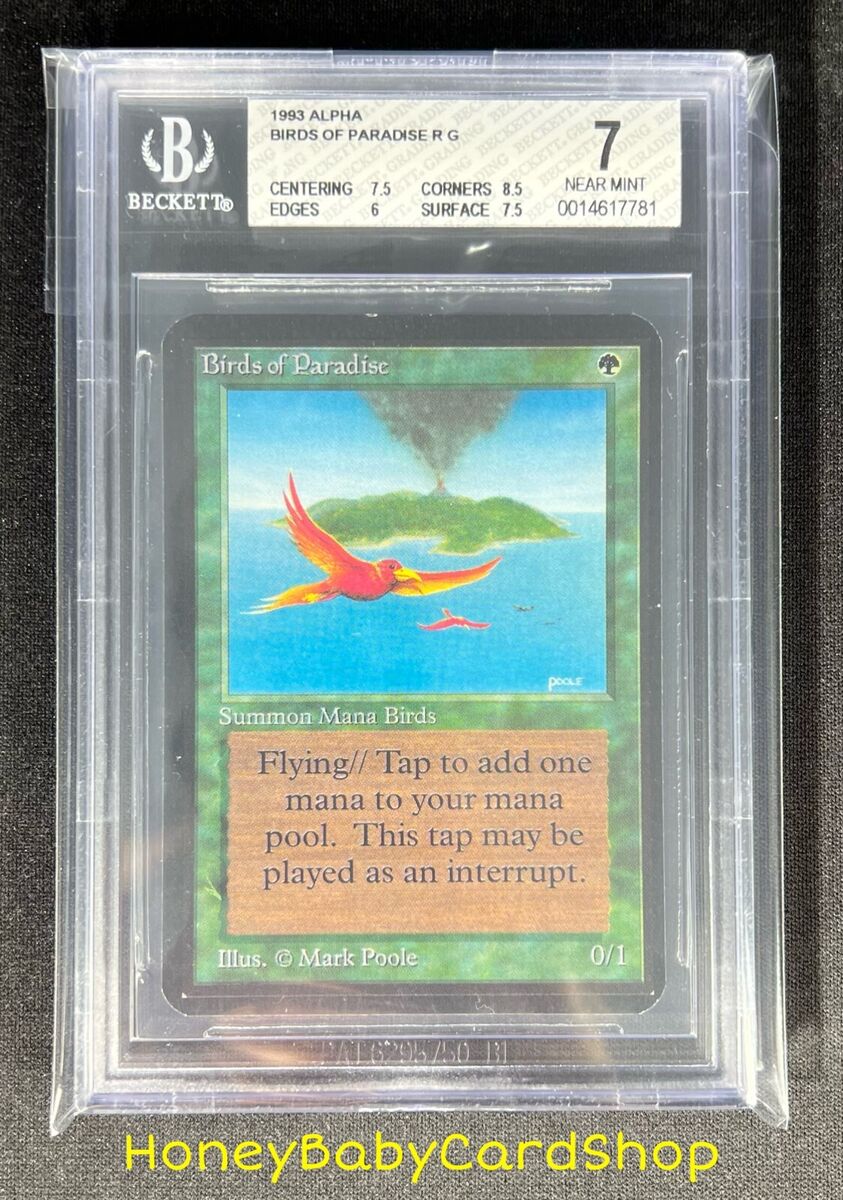 1993 ALPHA
BIRDS OF PARADISE R G
CENTERING 7.5 CORNERS 8.5
EDGES 6 SURFACE 7.5
7
NEAR MINT
0014617781
B
BECKETT®
Birds of Paradise
POOLE
Summon Mana Birds
Flying// Tap to add one
mana to your mana
pool. This tap may be
played as an interrupt.
Illus. © Mark Poole 0/1
HoneyBabyCardShop